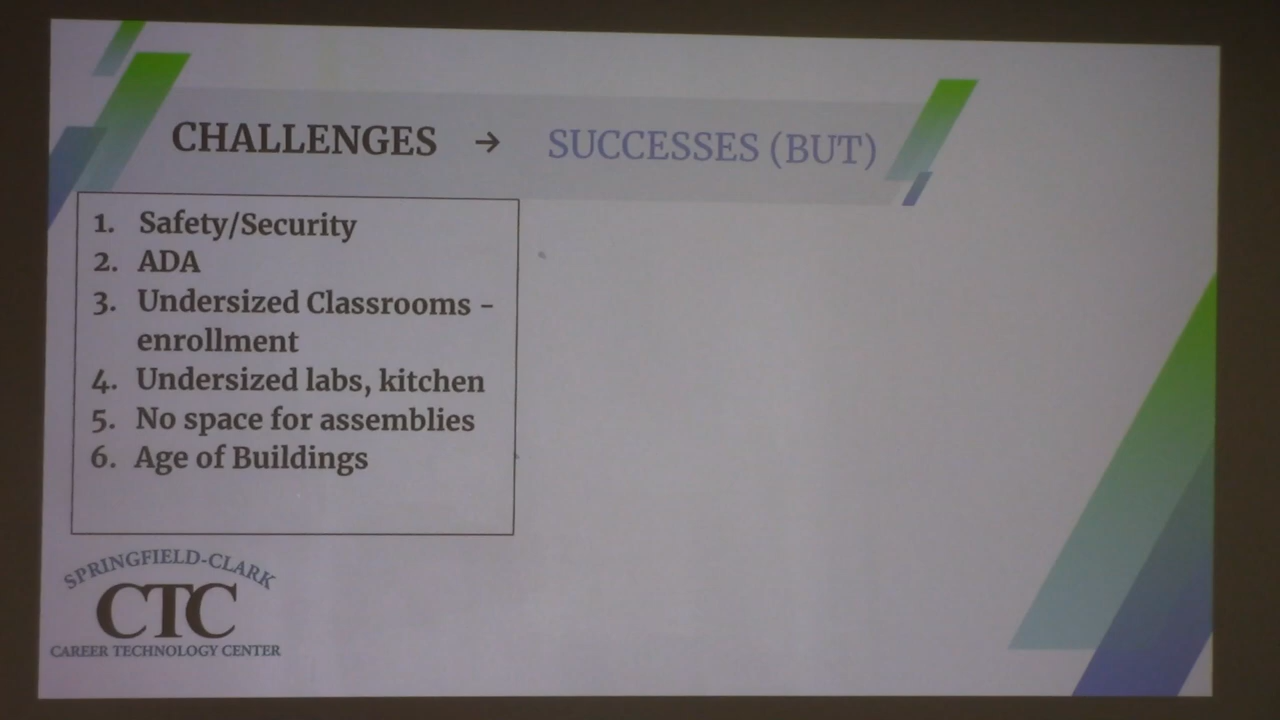 CHALLENGES → SUCCESSES (BUT)
1. Safety/Security
2. ADA
3. Undersized Classrooms -
enrollment
4. Undersized labs, kitchen
5. No space for assemblies
6. Age of Buildings
SPRINGFIELD-CLARK
CTC
CAREER TECHNOLOGY CENTER